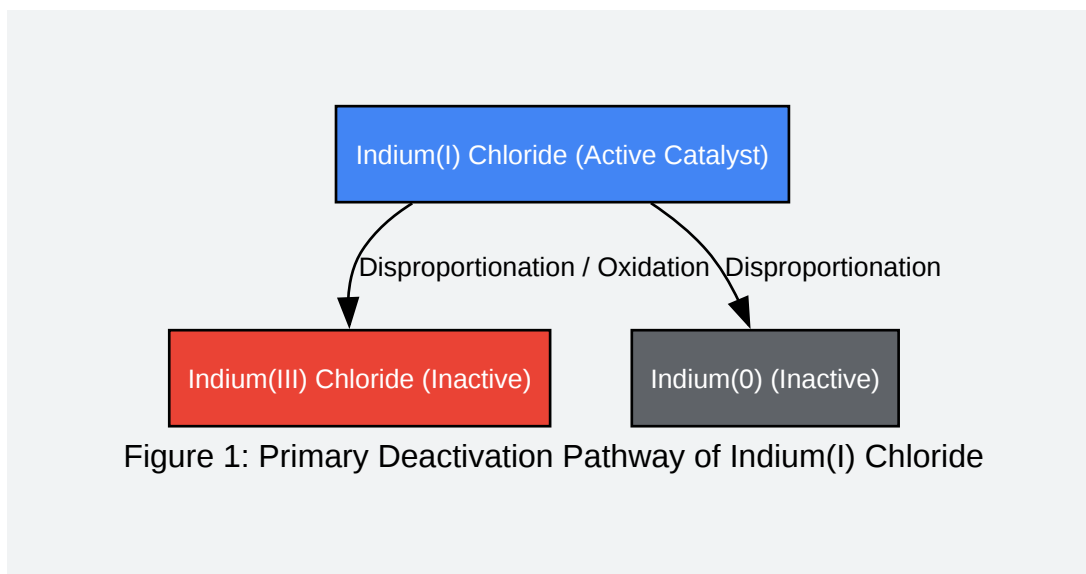 Indium(I) Chloride (Active Catalyst)
Disproportionation / Oxidation
Disproportionation
Indium(III) Chloride (Inactive)
Indium(0) (Inactive)
Figure 1: Primary Deactivation Pathway of Indium(I) Chloride